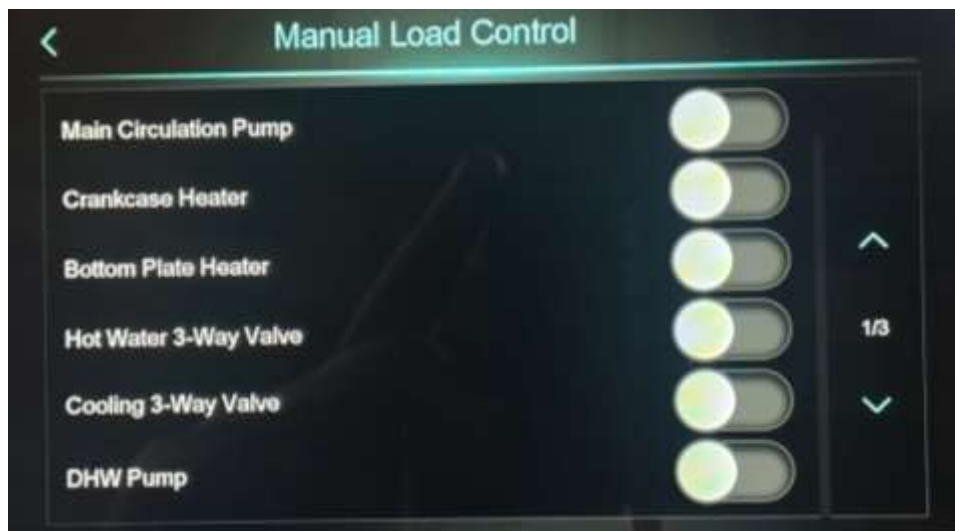 Manual Load Control
Main Circulation Pump
Crankcase Heater
Bottom Plate Heater
Hot Water 3-Way Valve
1/3
Cooling 3-Way Valve
DHW Pump